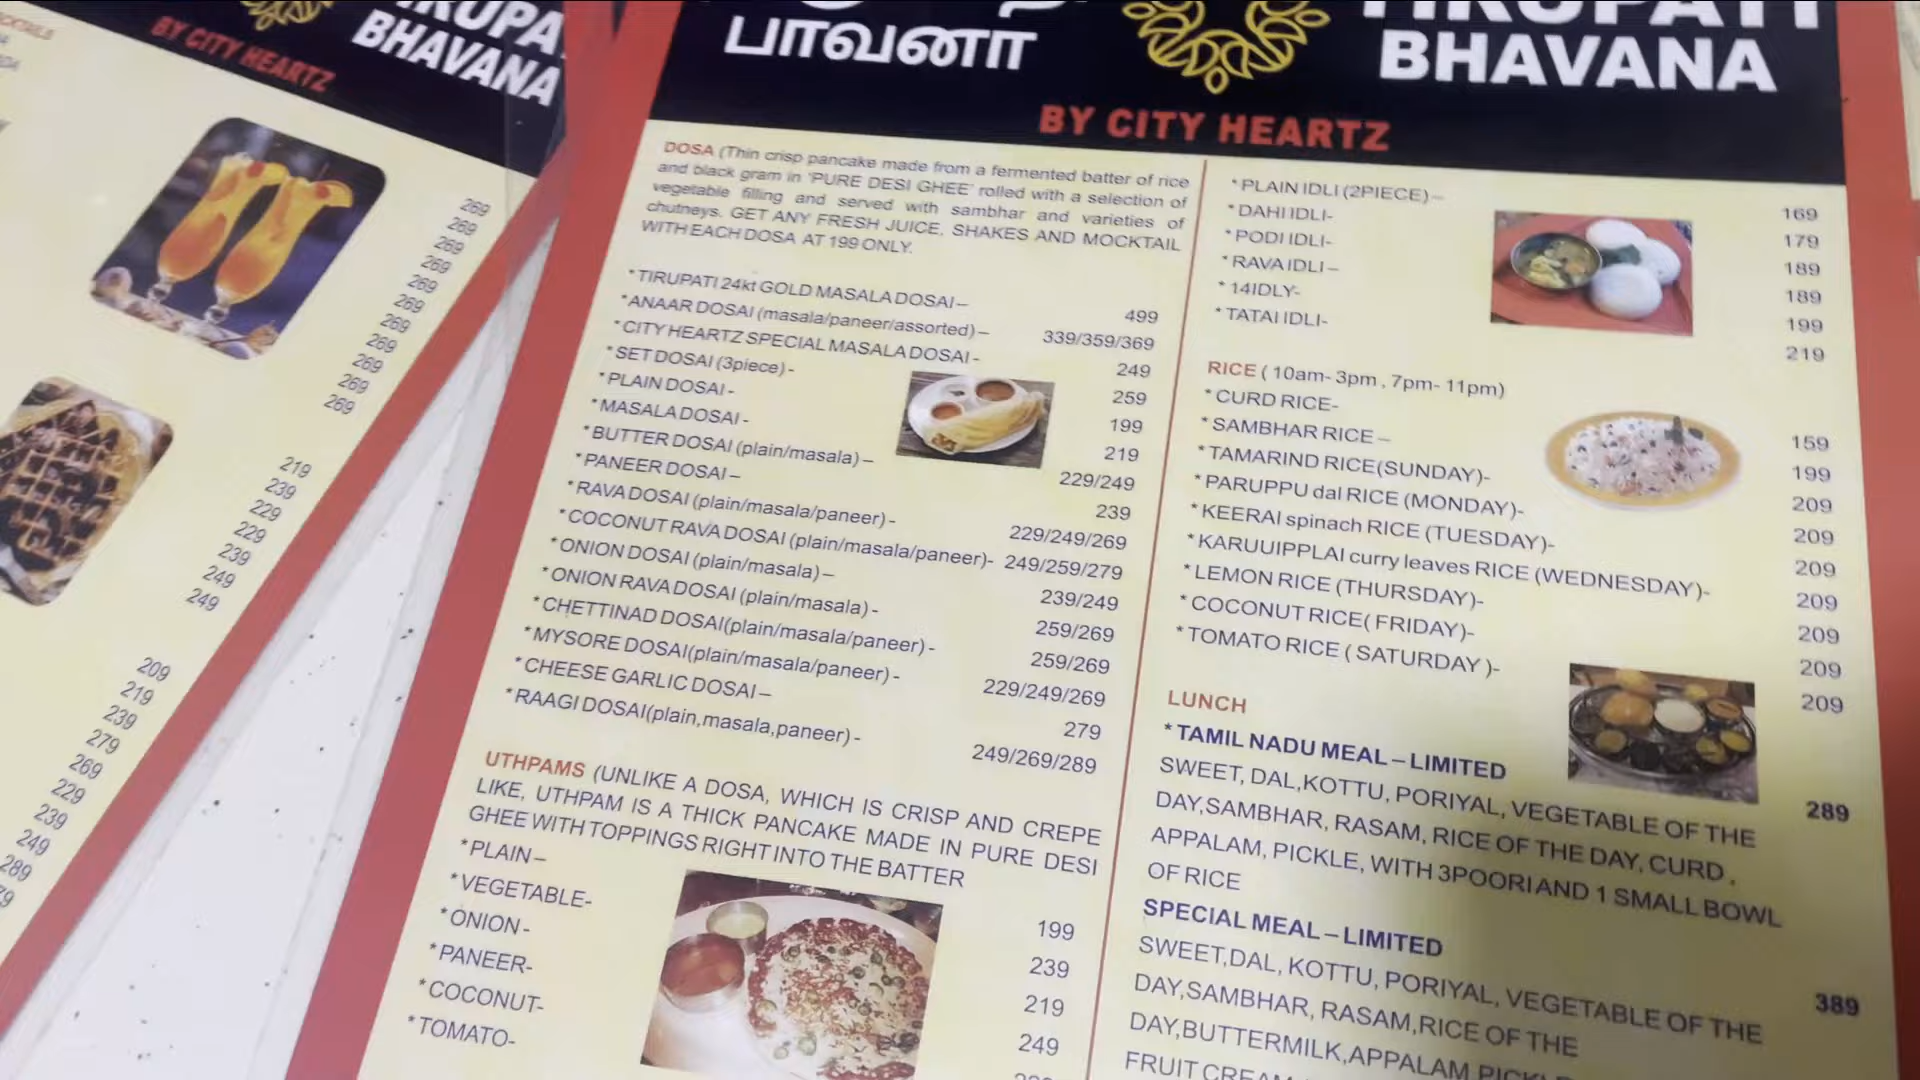 BHAVANA
BY CITY HEARTZ
269
269
269
269
269
269
269
269
269
269
269
219
239
229
229
239
249
249
209
219
239
279
269
229
239
249
289
பாவனா
TIRUPATI
BHAVANA
BY CITY HEARTZ
DOSA (Thin crisp pancake made from a fermented batter of rice
and black gram in 'PURE DESI GHEE' rolled with a selection of
vegetable filling and served with sambhar and varieties of
chutneys. GET ANY FRESH JUICE, SHAKES AND MOCKTAIL
WITH EACH DOSA AT 199 ONLY.
*TIRUPATI 24kt GOLD MASALA DOSAI– 499
*ANAAR DOSAI (masala/paneer/assorted)– 339/359/369
*CITY HEARTZ SPECIAL MASALA DOSAI- 249
*SET DOSAI (3piece)- 259
*PLAIN DOSAI- 199
*MASALA DOSAI- 219
*BUTTER DOSAI (plain/masala)– 229/249
*PANEER DOSAI– 239
*RAVA DOSAI (plain/masala/paneer)- 229/249/269
*COCONUT RAVA DOSAI (plain/masala/paneer)- 249/259/279
*ONION DOSAI (plain/masala)– 239/249
*ONION RAVA DOSAI (plain/masala)- 259/269
*CHETTINAD DOSAI(plain/masala/paneer)- 259/269
*MYSORE DOSAI(plain/masala/paneer)- 229/249/269
*CHEESE GARLIC DOSAI– 279
*RAAGI DOSAI(plain,masala,paneer)- 249/269/289
UTHPAMS (UNLIKE A DOSA, WHICH IS CRISP AND CREPE
LIKE, UTHPAM IS A THICK PANCAKE MADE IN PURE DESI
GHEE WITH TOPPINGS RIGHT INTO THE BATTER
*PLAIN– 199
*VEGETABLE- 239
*ONION- 219
*PANEER- 249
*COCONUT-
*TOMATO-
*PLAIN IDLI (2PIECE)– 169
*DAHI IDLI- 179
*PODI IDLI- 189
*RAVA IDLI– 189
*14IDLY- 199
*TATAI IDLI- 219
RICE ( 10am- 3pm , 7pm- 11pm)
*CURD RICE- 159
*SAMBHAR RICE– 199
*TAMARIND RICE(SUNDAY)- 209
*PARUPPU dal RICE (MONDAY)- 209
*KEERAI spinach RICE (TUESDAY)- 209
*KARUUIPPLAI curry leaves RICE (WEDNESDAY)- 209
*LEMON RICE (THURSDAY)- 209
*COCONUT RICE( FRIDAY)- 209
*TOMATO RICE ( SATURDAY )- 209
LUNCH
*TAMIL NADU MEAL – LIMITED 289
SWEET, DAL,KOTTU, PORIYAL, VEGETABLE OF THE
DAY,SAMBHAR, RASAM, RICE OF THE DAY, CURD ,
APPALAM, PICKLE, WITH 3POORI AND 1 SMALL BOWL
OF RICE
SPECIAL MEAL – LIMITED 389
SWEET,DAL, KOTTU, PORIYAL, VEGETABLE OF THE
DAY,SAMBHAR, RASAM,RICE OF THE
DAY,BUTTERMILK,APPALAM
FRUIT CREAM